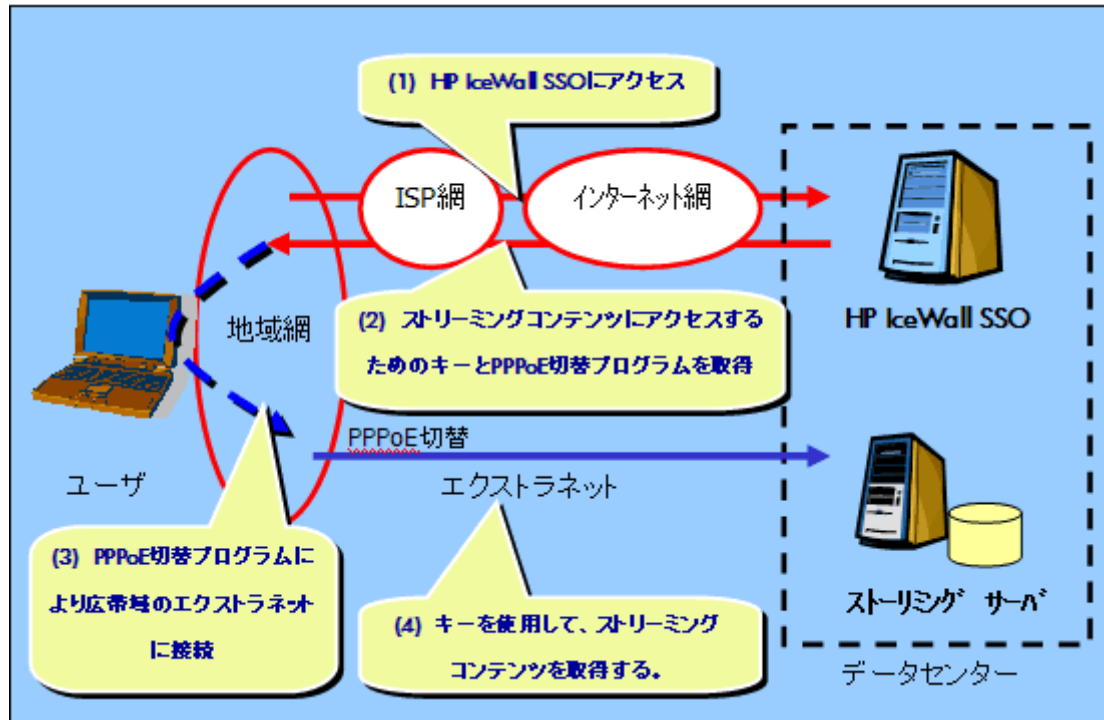 (1) HP IceWall SSOにアクセス
ISP網
インターネット網
HP IceWall SSO
地域網
(2) ストリーミングコンテンツにアクセスする
ためのキーとPPPoE切替プログラムを取得
PPPoE切替
エクストラネット
ユーザ
(3) PPPoE切替プログラムに
より広帯域のエクストラネット
に接続
(4) キーを使用して、ストリーミング
コンテンツを取得する。
ストーリミング サーバ
データセンター